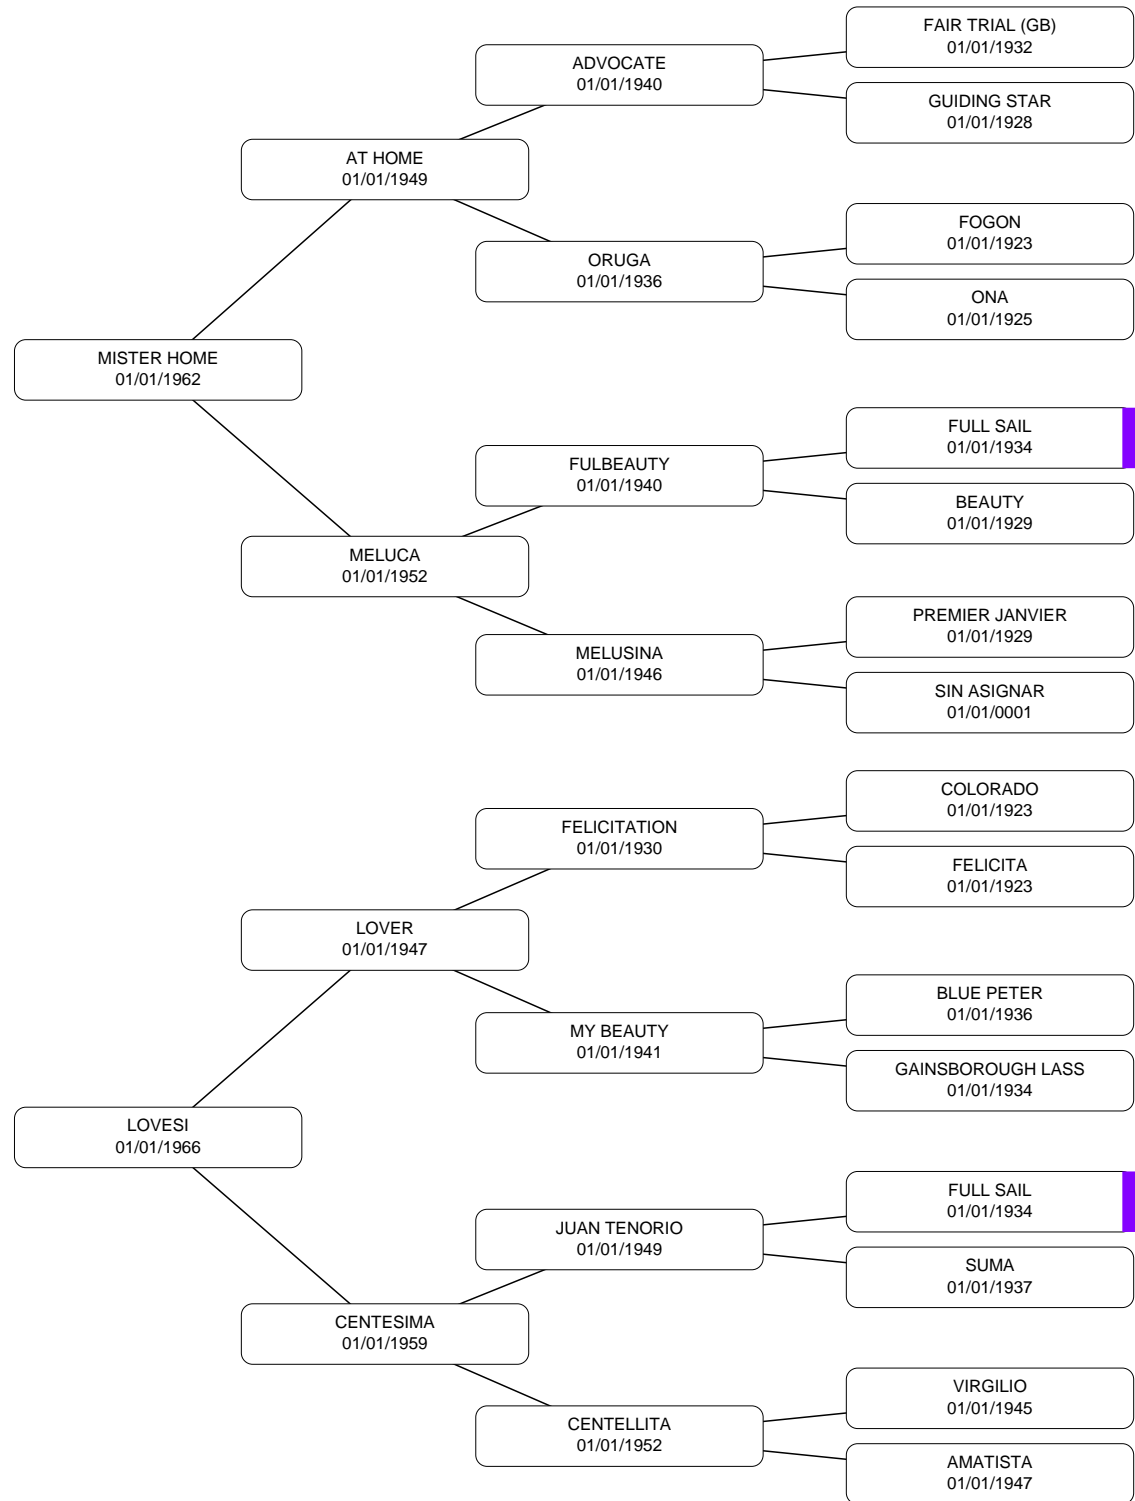 FAIR TRIAL (GB)
01/01/1932
ADVOCATE
01/01/1940
GUIDING STAR
01/01/1928
AT HOME
01/01/1949
FOGON
01/01/1923
ORUGA
01/01/1936
ONA
01/01/1925
MISTER HOME
01/01/1962
FULL SAIL
01/01/1934
FULBEAUTY
01/01/1940
BEAUTY
01/01/1929
MELUCA
01/01/1952
PREMIER JANVIER
01/01/1929
MELUSINA
01/01/1946
SIN ASIGNAR
01/01/0001
COLORADO
01/01/1923
FELICITATION
01/01/1930
FELICITA
01/01/1923
LOVER
01/01/1947
BLUE PETER
01/01/1936
MY BEAUTY
01/01/1941
GAINSBOROUGH LASS
01/01/1934
LOVESI
01/01/1966
FULL SAIL
01/01/1934
JUAN TENORIO
01/01/1949
SUMA
01/01/1937
CENTESIMA
01/01/1959
VIRGILIO
01/01/1945
CENTELLITA
01/01/1952
AMATISTA
01/01/1947